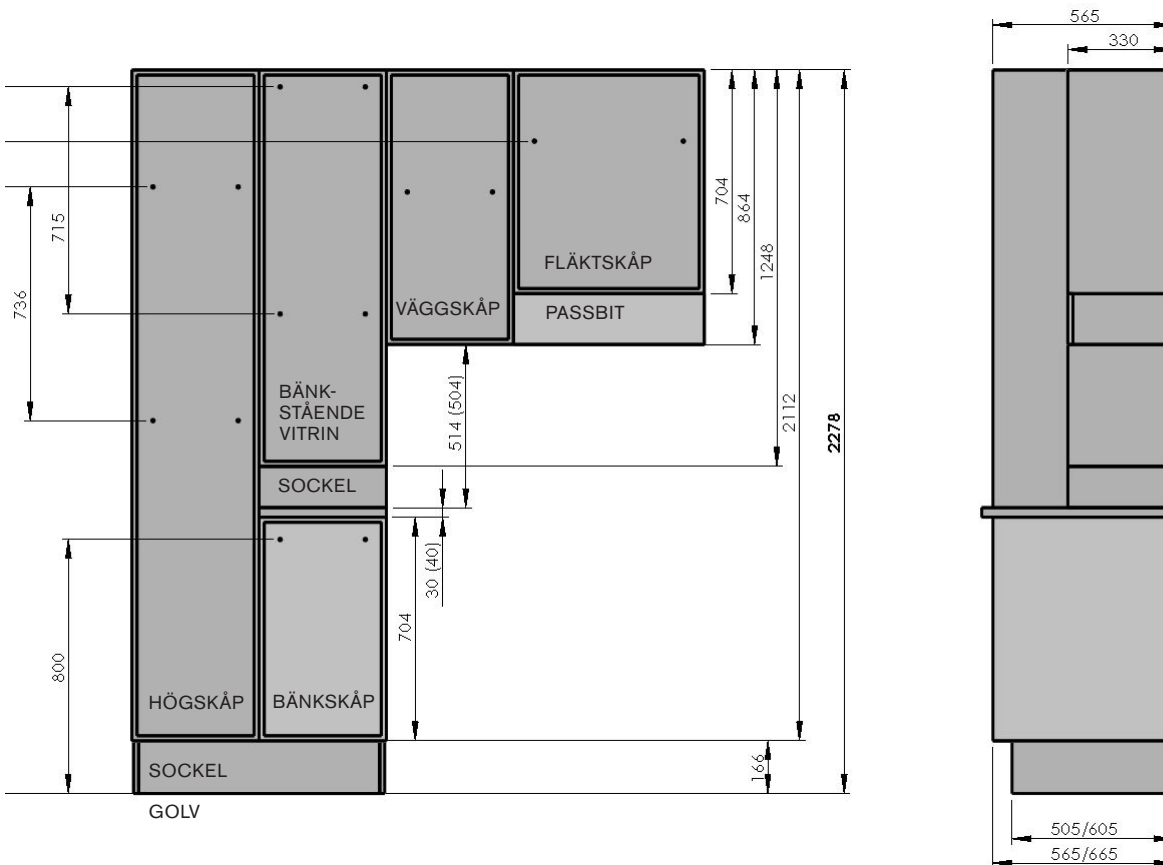 565
330
715
736
704
864
1248
FLÄKTSKÅP
VÄGGSKÅP
PASSBIT
BÄNK-
STÅENDE
VITRIN
514 (504)
2112
2278
SOCKEL
30 (40)
704
800
HÖGSKÅP
BÄNKSKÅP
SOCKEL
166
GOLV
505/605
565/665